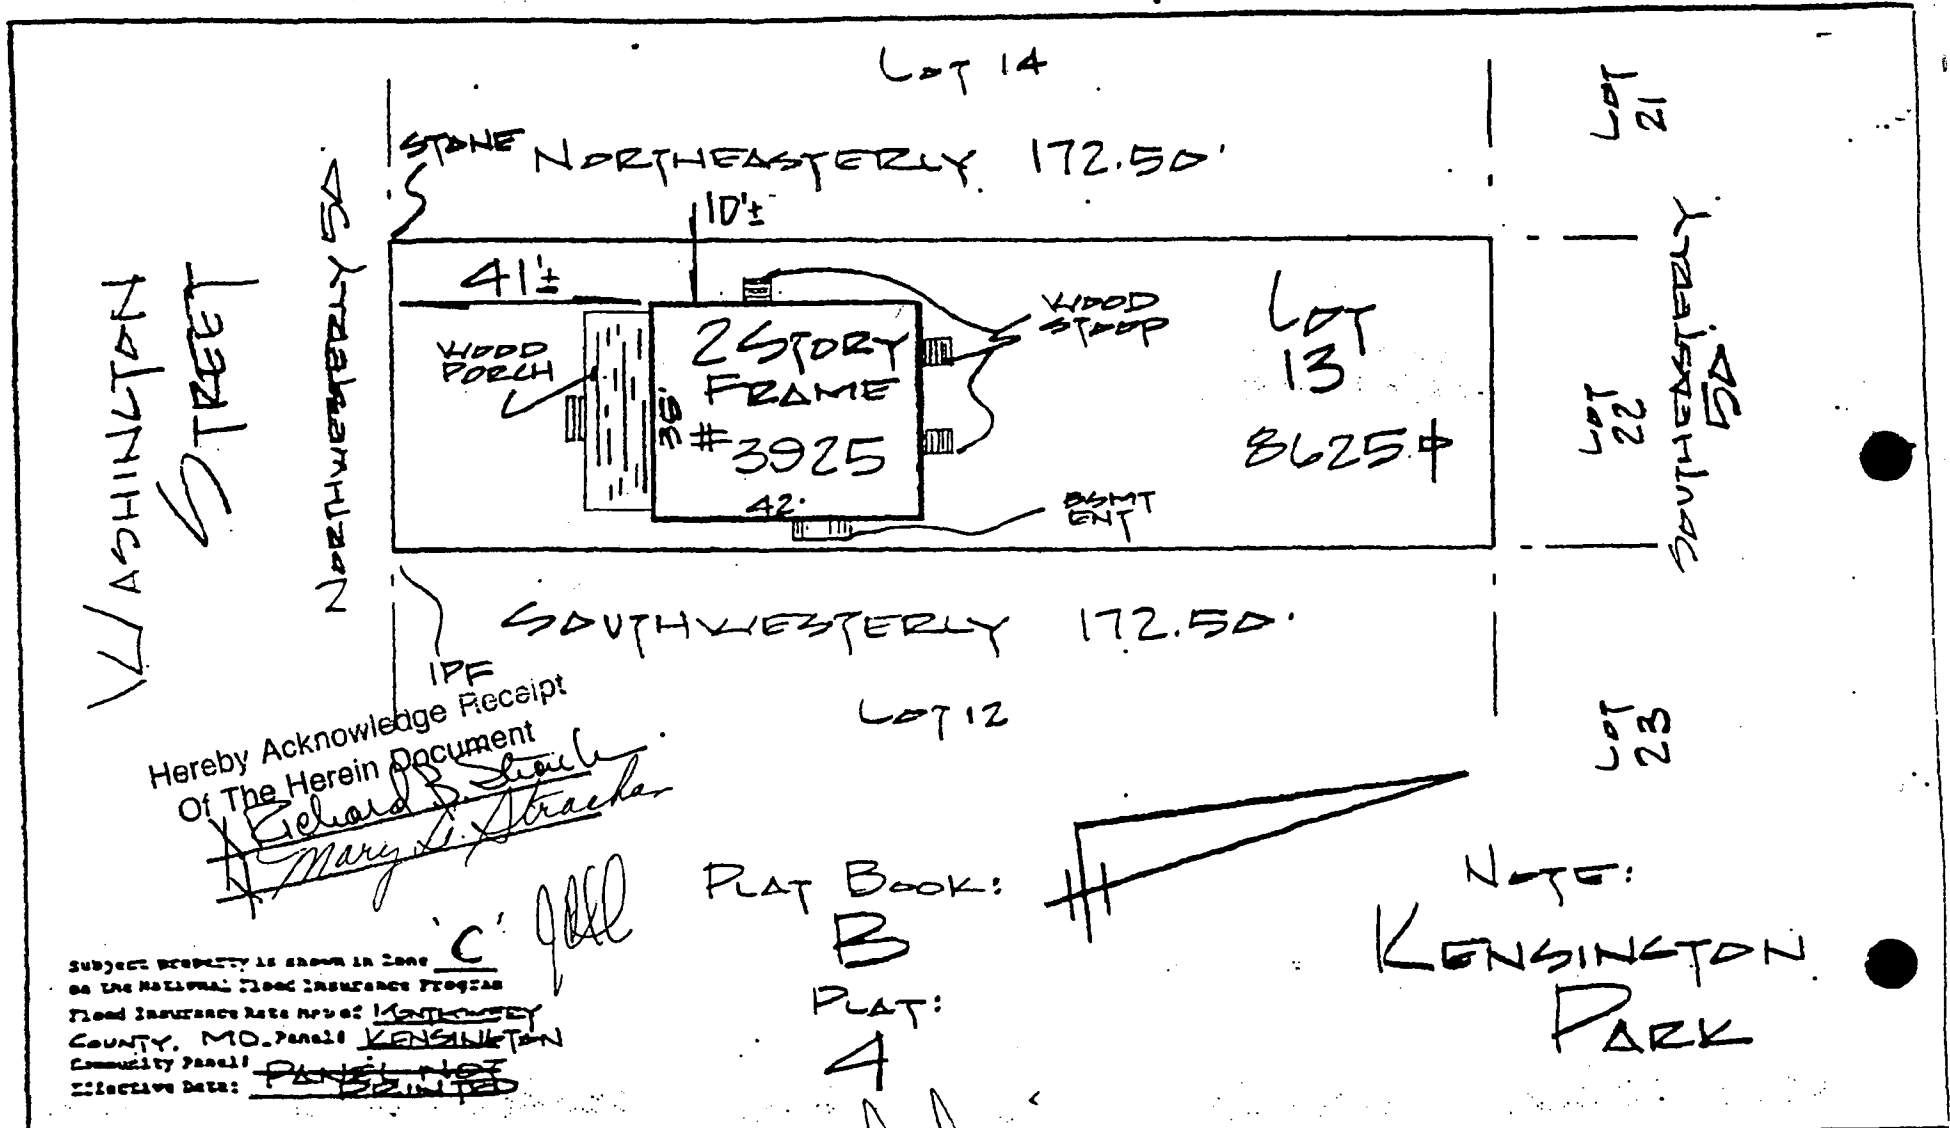 LOT 14
LOT
21
STONE
NORTHEASTERLY 172.50'
10'±
NORTHWESTERLY 50
WASHINGTON
STREET
41'±
WOOD
PORCH
2 STORY
FRAME
# 3925
35'
42'
WOOD
STOOP
LOT
13
8625
BSMT
ENT
LOT
22
SOUTHEASTERLY
50
SOUTHWESTERLY 172.50'
IPF
LOT 12
LOT
23
Hereby Acknowledge Receipt
Of The Herein Document
Richard B.
Mary Strachan
PLAT BOOK:
B
PLAT:
4
NOTE:
KENSINGTON
PARK
Subject property is shown in Zone 'C'
on the National Flood Insurance Program
Flood Insurance Rate Map of MONTGOMERY
COUNTY, MD. Panel# KENSINGTON
Community Panel#
Effective Date: PANEL NOT
PRINTED